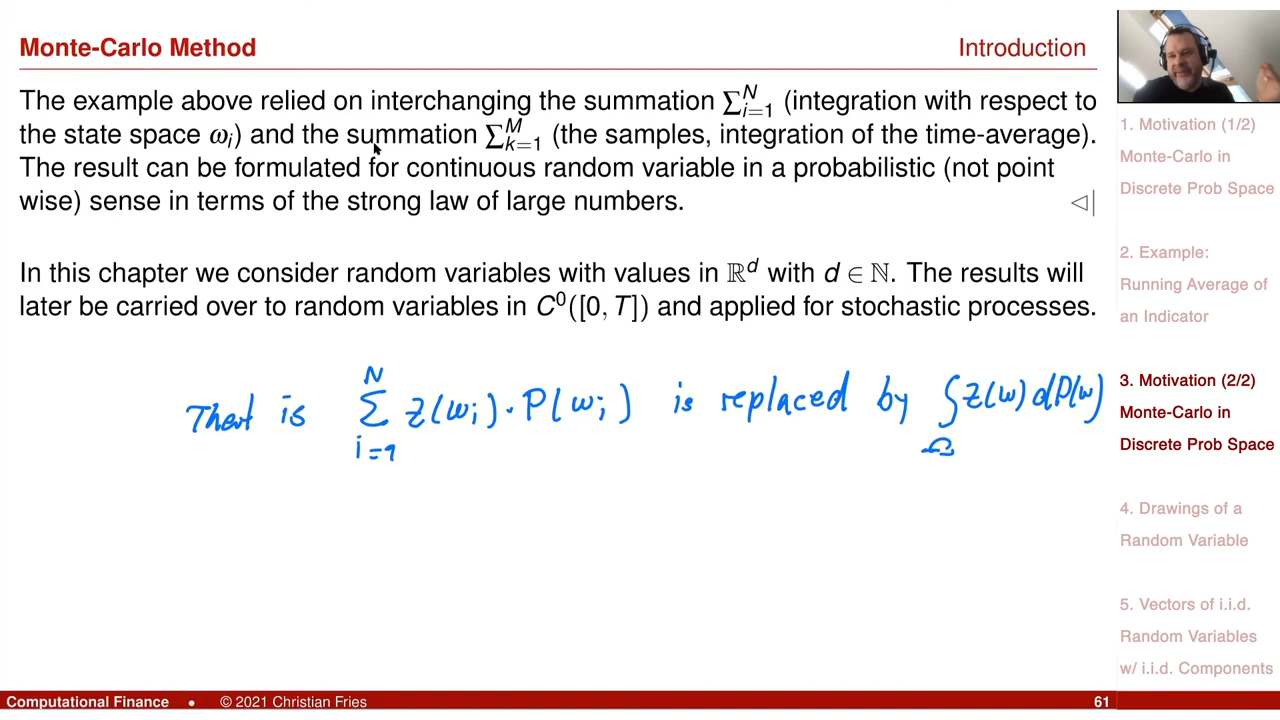 Monte-Carlo Method
Introduction
The example above relied on interchanging the summation ∑_{i=1}^{N} (integration with respect to
the state space ω_i) and the summation ∑_{k=1}^{M} (the samples, integration of the time-average).
The result can be formulated for continuous random variable in a probabilistic (not point
wise) sense in terms of the strong law of large numbers. ◁|
In this chapter we consider random variables with values in ℝ^d with d ∈ ℕ. The results will
later be carried over to random variables in C^0([0, T]) and applied for stochastic processes.
That is ∑_{i=1}^{N} Z(ω_i) · P(ω_i) is replaced by ∫_Ω Z(ω) dP(ω)
1. Motivation (1/2)
Monte-Carlo in
Discrete Prob Space
2. Example:
Running Average of
an Indicator
3. Motivation (2/2)
Monte-Carlo in
Discrete Prob Space
4. Drawings of a
Random Variable
5. Vectors of i.i.d.
Random Variables
w/ i.i.d. Components
Computational Finance • © 2021 Christian Fries
61